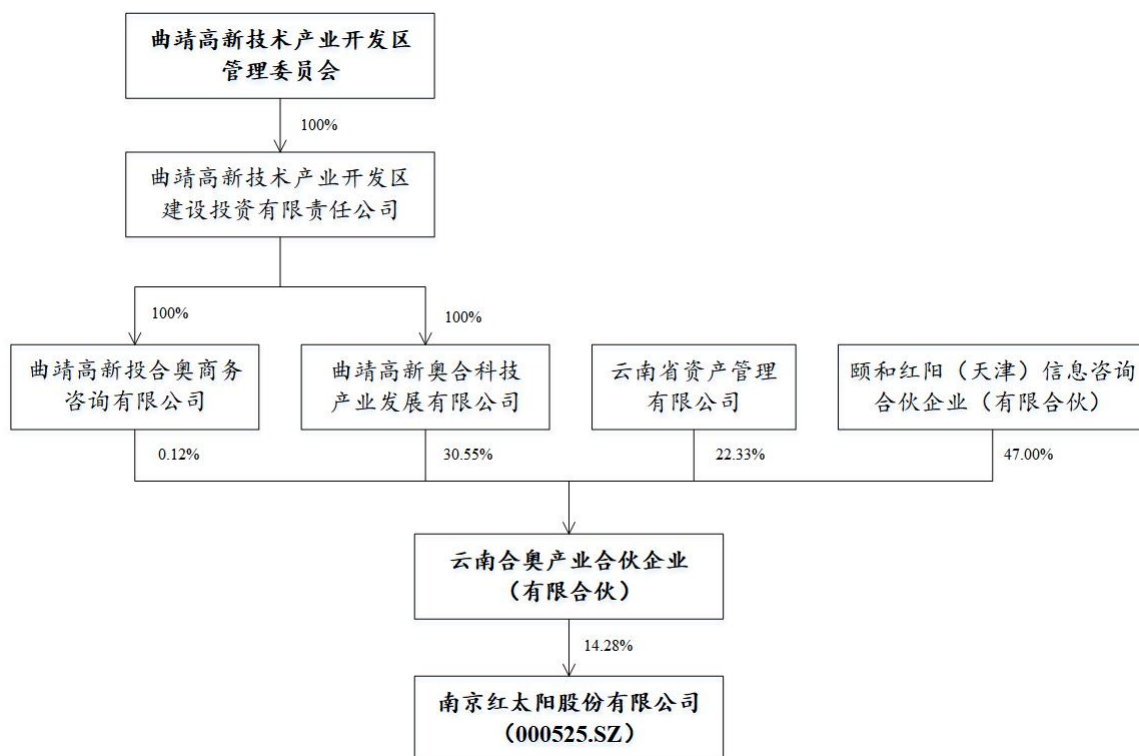 曲靖高新技术产业开发区
管理委员会
100%
曲靖高新技术产业开发区
建设投资有限责任公司
100%
100%
曲靖高新投合奥商务
咨询有限公司
曲靖高新奥合科技
产业发展有限公司
云南省资产管理
有限公司
颐和红阳（天津）信息咨询
合伙企业（有限合伙）
0.12%
30.55%
22.33%
47.00%
云南合奥产业合伙企业
（有限合伙）
14.28%
南京红太阳股份有限公司
（000525.SZ）